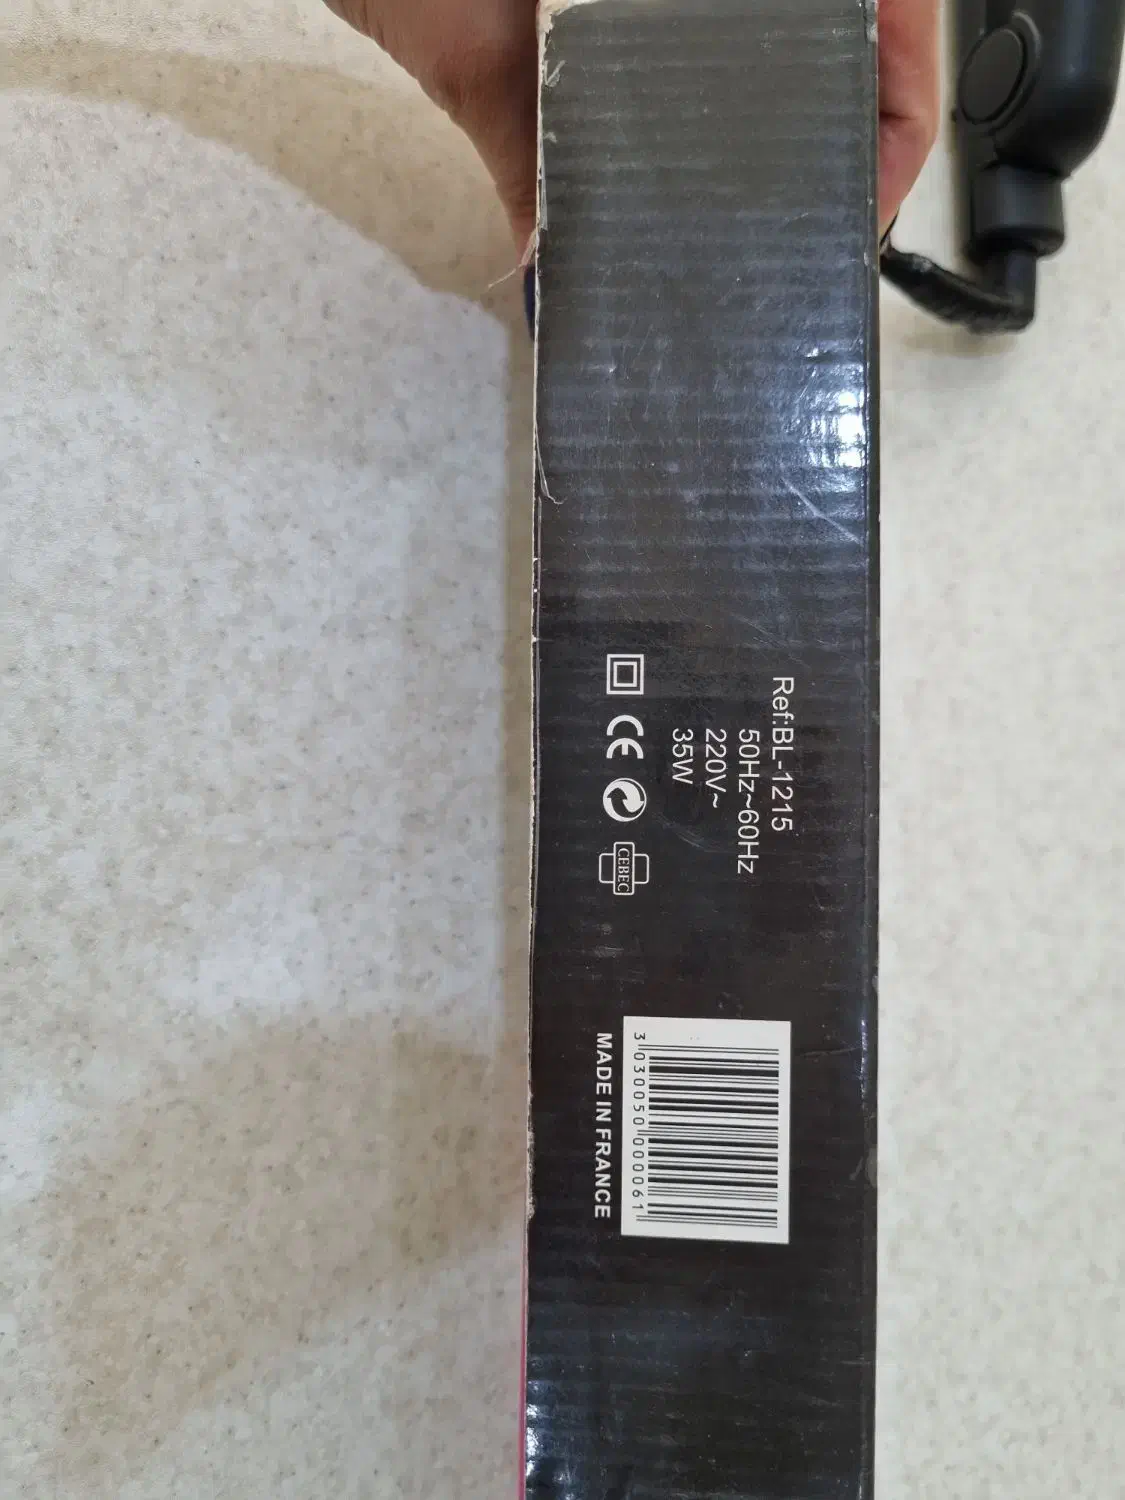 Ref:BL-1215
50Hz~60Hz
220V~
35W
CE
CEBEC
3 030050 000061
MADE IN FRANCE